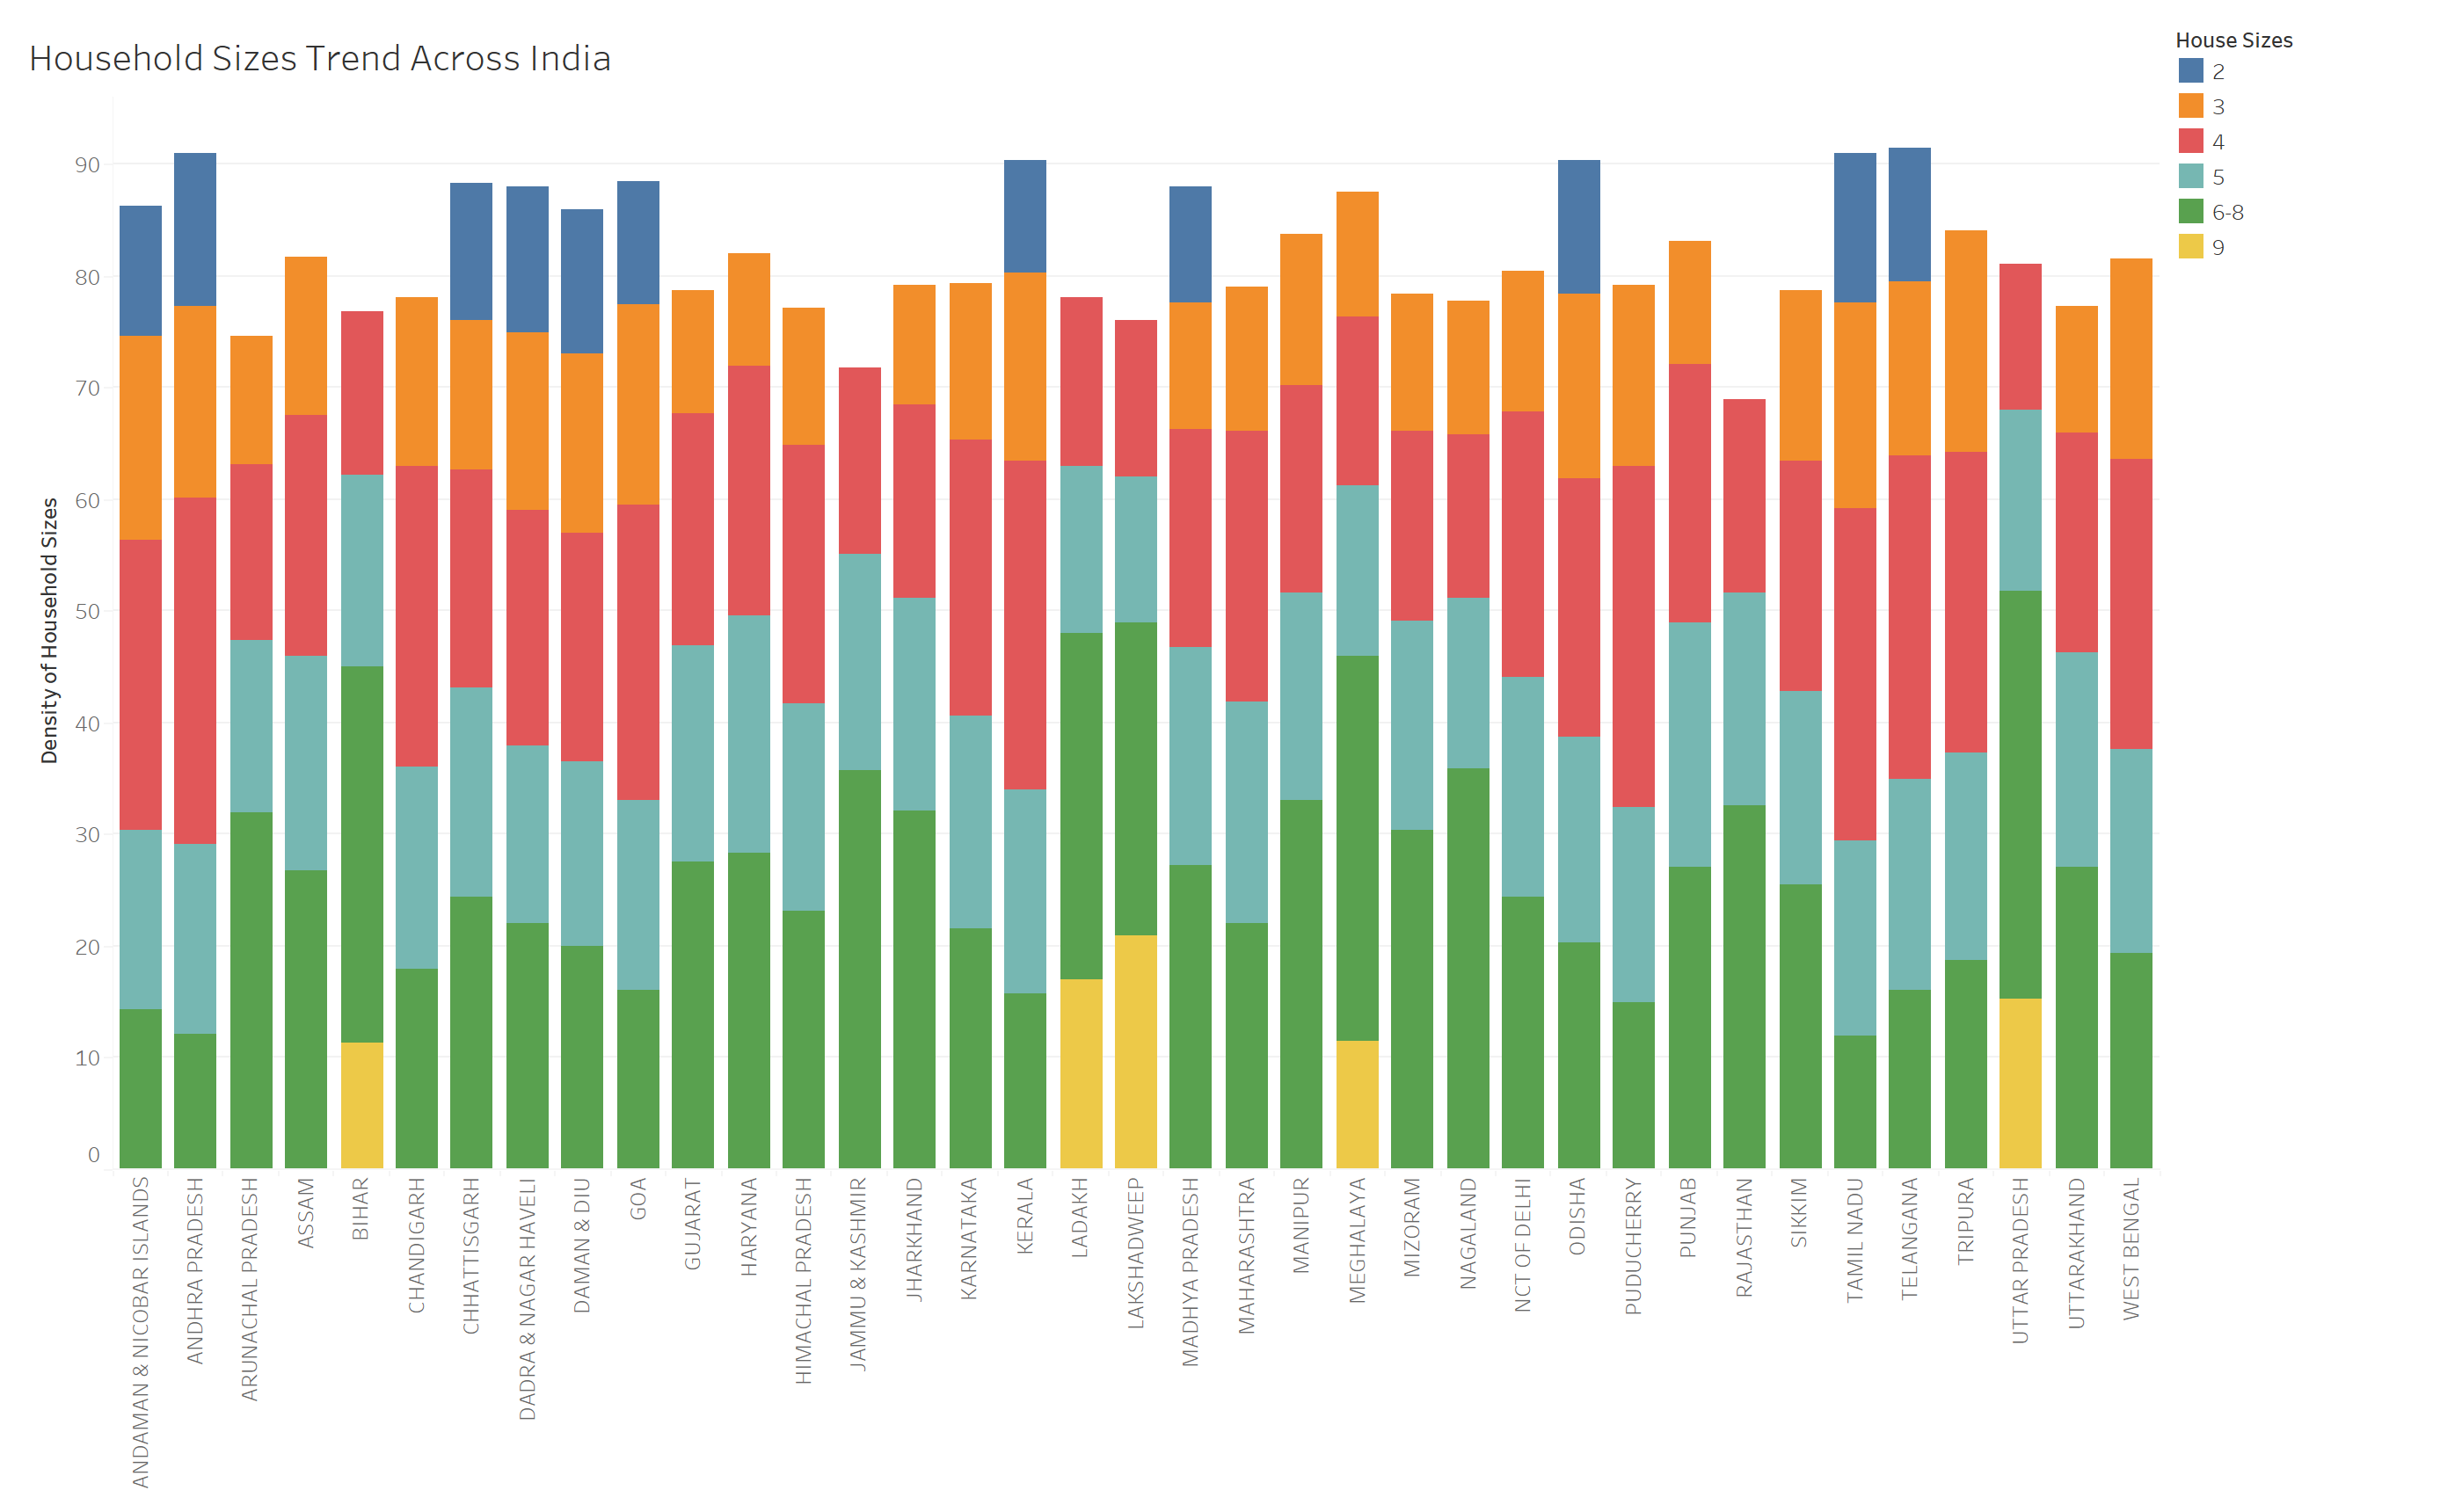 Household Sizes Trend Across India
House Sizes
2
3
4
5
6-8
9
Density of Household Sizes
90
80
70
60
50
40
30
20
10
0
ANDAMAN & NICOBAR ISLANDS
ANDHRA PRADESH
ARUNACHAL PRADESH
ASSAM
BIHAR
CHANDIGARH
CHHATTISGARH
DADRA & NAGAR HAVELI
DAMAN & DIU
GOA
GUJARAT
HARYANA
HIMACHAL PRADESH
JAMMU & KASHMIR
JHARKHAND
KARNATAKA
KERALA
LADAKH
LAKSHADWEEP
MADHYA PRADESH
MAHARASHTRA
MANIPUR
MEGHALAYA
MIZORAM
NAGALAND
NCT OF DELHI
ODISHA
PUDUCHERRY
PUNJAB
RAJASTHAN
SIKKIM
TAMIL NADU
TELANGANA
TRIPURA
UTTAR PRADESH
UTTARAKHAND
WEST BENGAL